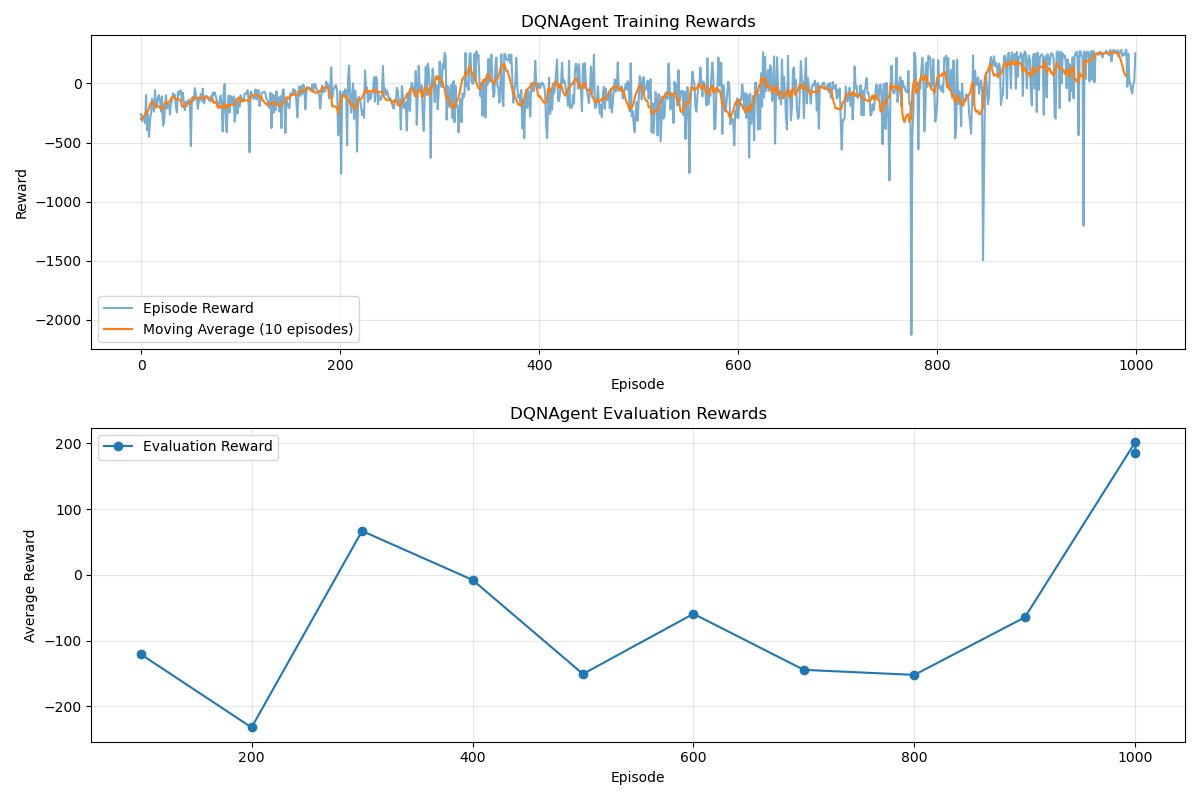 DQNAgent Training Rewards
Reward
0
−500
−1000
−1500
−2000
Episode Reward
Moving Average (10 episodes)
0 200 400 600 800 1000
Episode
DQNAgent Evaluation Rewards
Average Reward
200
100
0
−100
−200
Evaluation Reward
200 400 600 800 1000
Episode